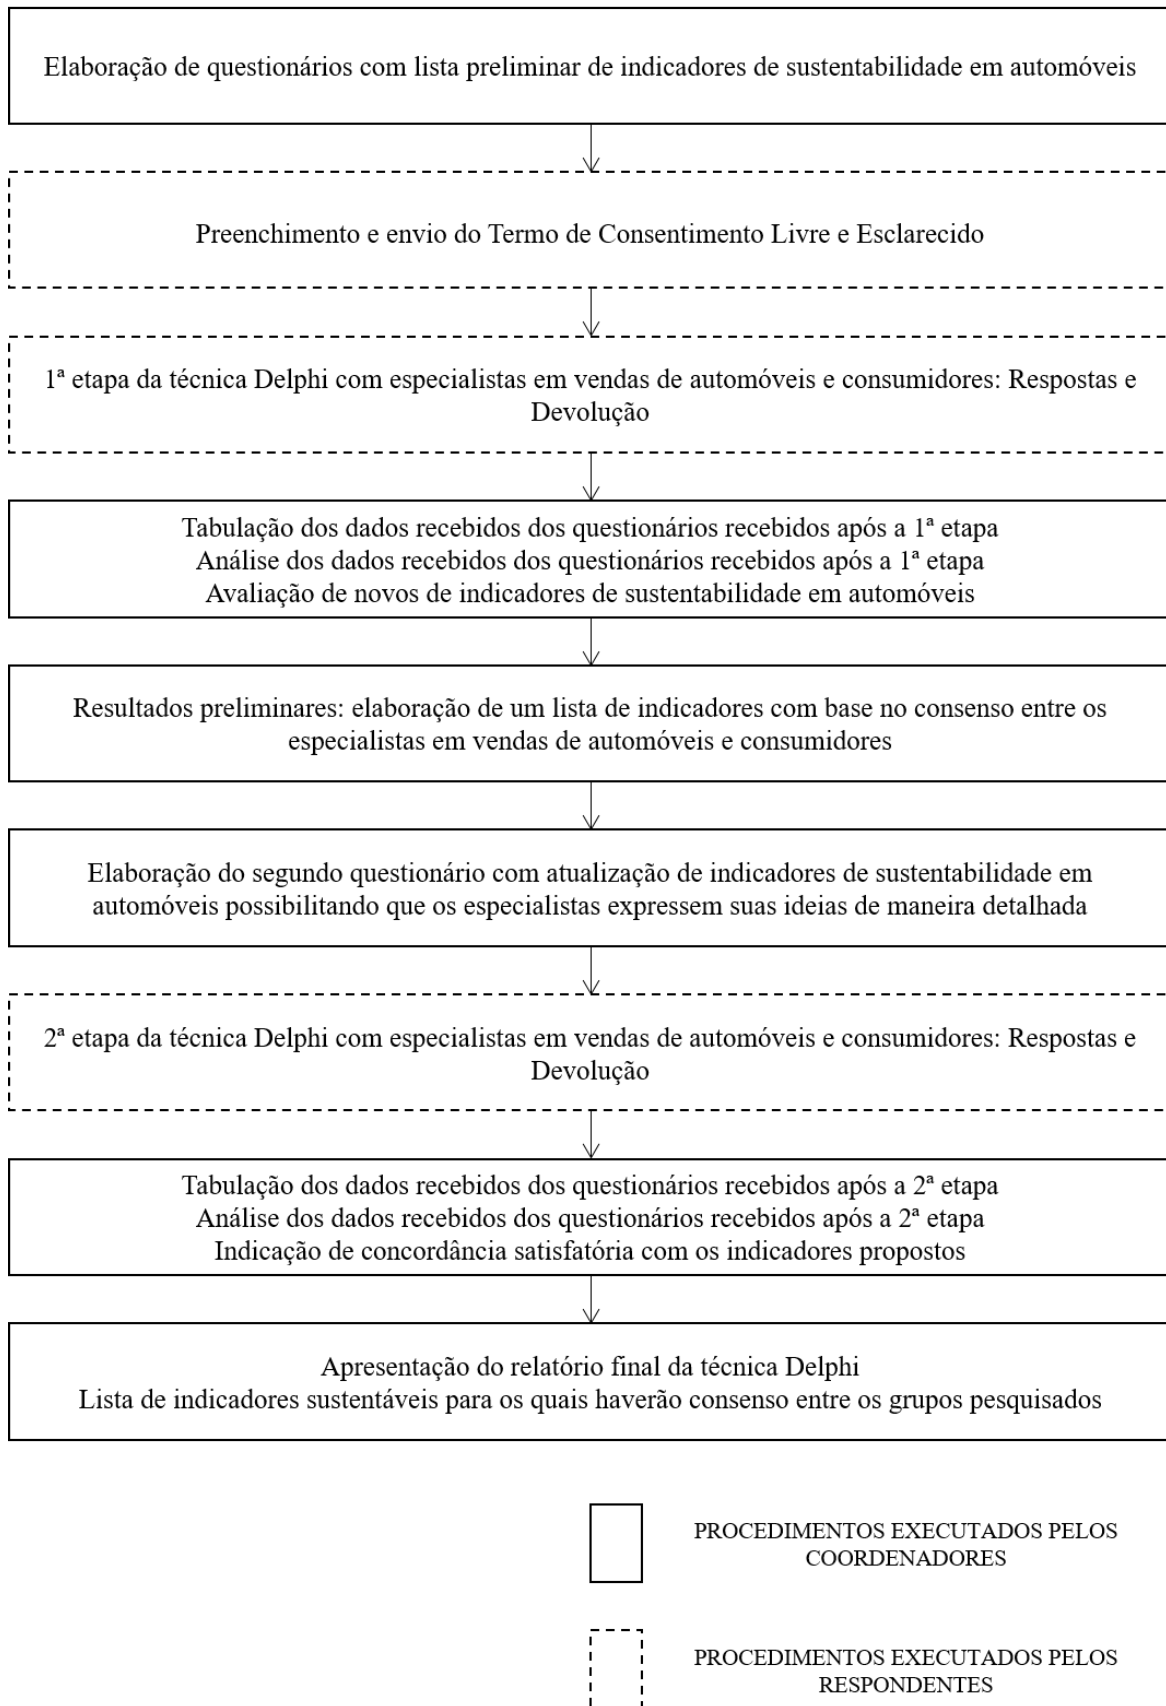 Elaboração de questionários com lista preliminar de indicadores de sustentabilidade em automóveis
Preenchimento e envio do Termo de Consentimento Livre e Esclarecido
1ª etapa da técnica Delphi com especialistas em vendas de automóveis e consumidores: Respostas e
Devolução
Tabulação dos dados recebidos dos questionários recebidos após a 1ª etapa
Análise dos dados recebidos dos questionários recebidos após a 1ª etapa
Avaliação de novos de indicadores de sustentabilidade em automóveis
Resultados preliminares: elaboração de um lista de indicadores com base no consenso entre os
especialistas em vendas de automóveis e consumidores
Elaboração do segundo questionário com atualização de indicadores de sustentabilidade em
automóveis possibilitando que os especialistas expressem suas ideias de maneira detalhada
2ª etapa da técnica Delphi com especialistas em vendas de automóveis e consumidores: Respostas e
Devolução
Tabulação dos dados recebidos dos questionários recebidos após a 2ª etapa
Análise dos dados recebidos dos questionários recebidos após a 2ª etapa
Indicação de concordância satisfatória com os indicadores propostos
Apresentação do relatório final da técnica Delphi
Lista de indicadores sustentáveis para os quais haverão consenso entre os grupos pesquisados
PROCEDIMENTOS EXECUTADOS PELOS
COORDENADORES
PROCEDIMENTOS EXECUTADOS PELOS
RESPONDENTES